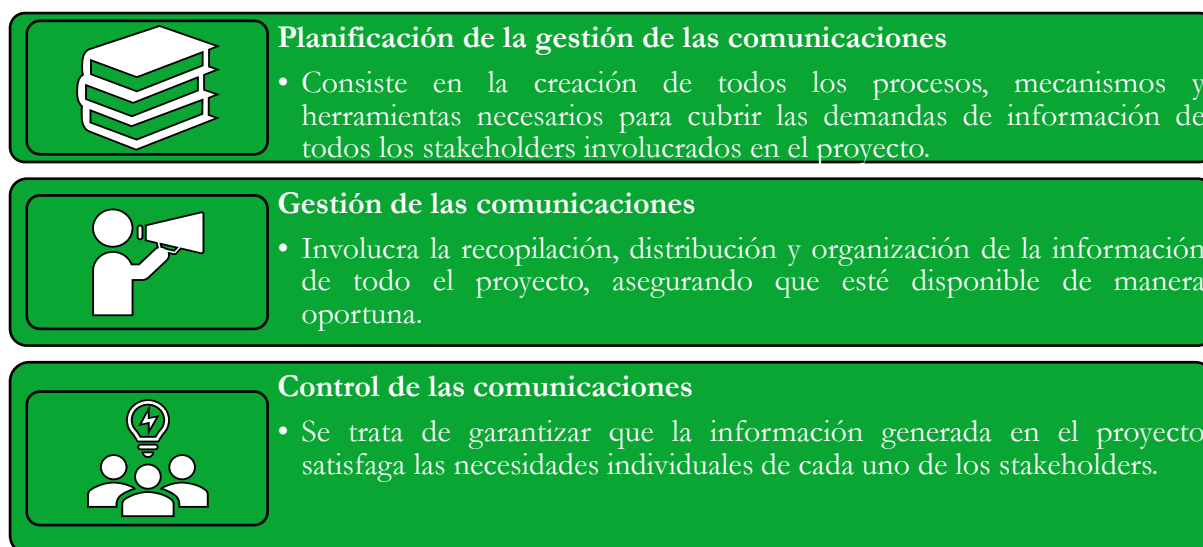 Planificación de la gestión de las comunicaciones
• Consiste en la creación de todos los procesos, mecanismos y
herramientas necesarios para cubrir las demandas de información de
todos los stakeholders involucrados en el proyecto.
Gestión de las comunicaciones
• Involucra la recopilación, distribución y organización de la información
de todo el proyecto, asegurando que esté disponible de manera
oportuna.
Control de las comunicaciones
• Se trata de garantizar que la información generada en el proyecto
satisfaga las necesidades individuales de cada uno de los stakeholders.